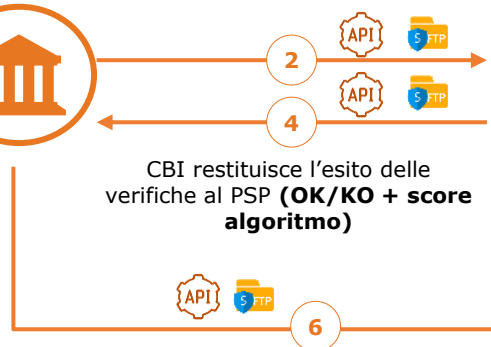 API SFTP
2
API SFTP
4
CBI restituisce l’esito delle
verifiche al PSP (OK/KO + score
algoritmo)
API SFTP
6